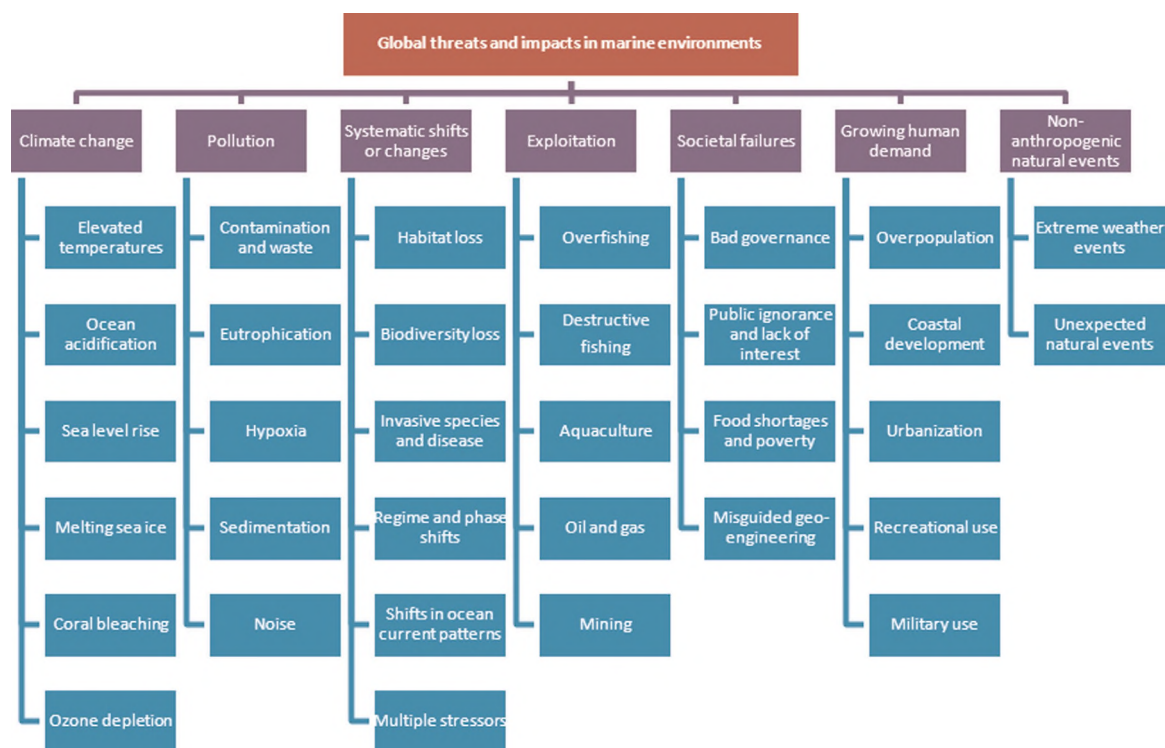 Global threats and impacts in marine environments
Climate change
Pollution
Systematic shifts
or changes
Exploitation
Societal failures
Growing human
demand
Non-
anthropogenic
natural events
Elevated
temperatures
Ocean
acidification
Sea level rise
Melting sea ice
Coral bleaching
Ozone depletion
Contamination
and waste
Eutrophication
Hypoxia
Sedimentation
Noise
Habitat loss
Biodiversity loss
Invasive species
and disease
Regime and phase
shifts
Shifts in ocean
current patterns
Multiple stressors
Overfishing
Destructive
fishing
Aquaculture
Oil and gas
Mining
Bad governance
Public ignorance
and lack of
interest
Food shortages
and poverty
Misguided geo-
engineering
Overpopulation
Coastal
development
Urbanization
Recreational use
Military use
Extreme weather
events
Unexpected
natural events